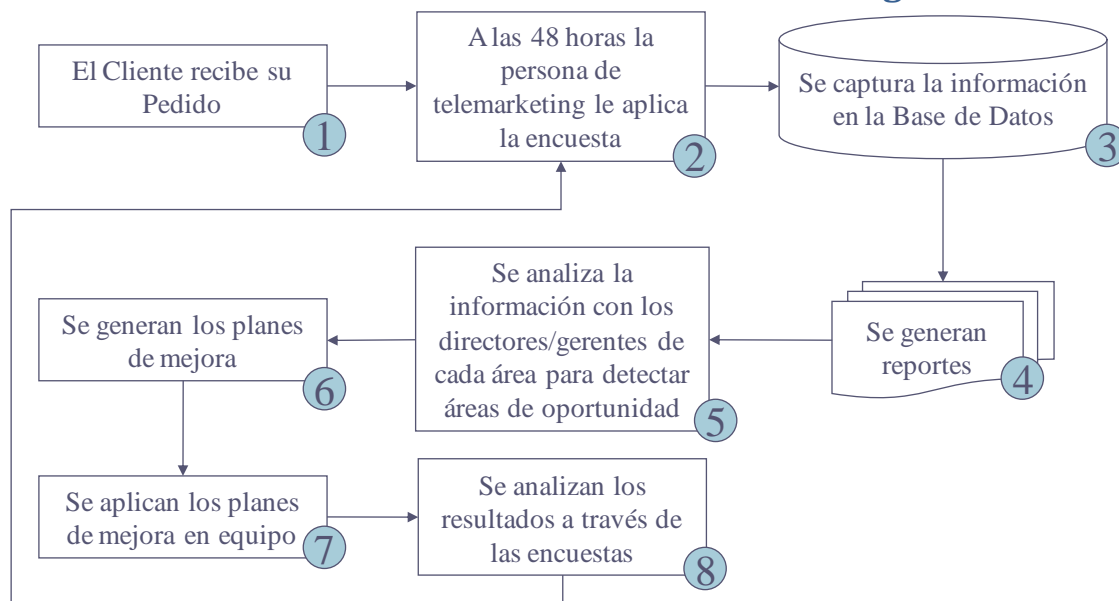 El Cliente recibe su
Pedido
1
A las 48 horas la
persona de
telemarketing le aplica
la encuesta
2
Se captura la información
en la Base de Datos
3
Se generan
reportes
4
Se analiza la
información con los
directores/gerentes de
cada área para detectar
áreas de oportunidad
5
Se generan los planes
de mejora
6
Se aplican los planes
de mejora en equipo
7
Se analizan los
resultados a través de
las encuestas
8